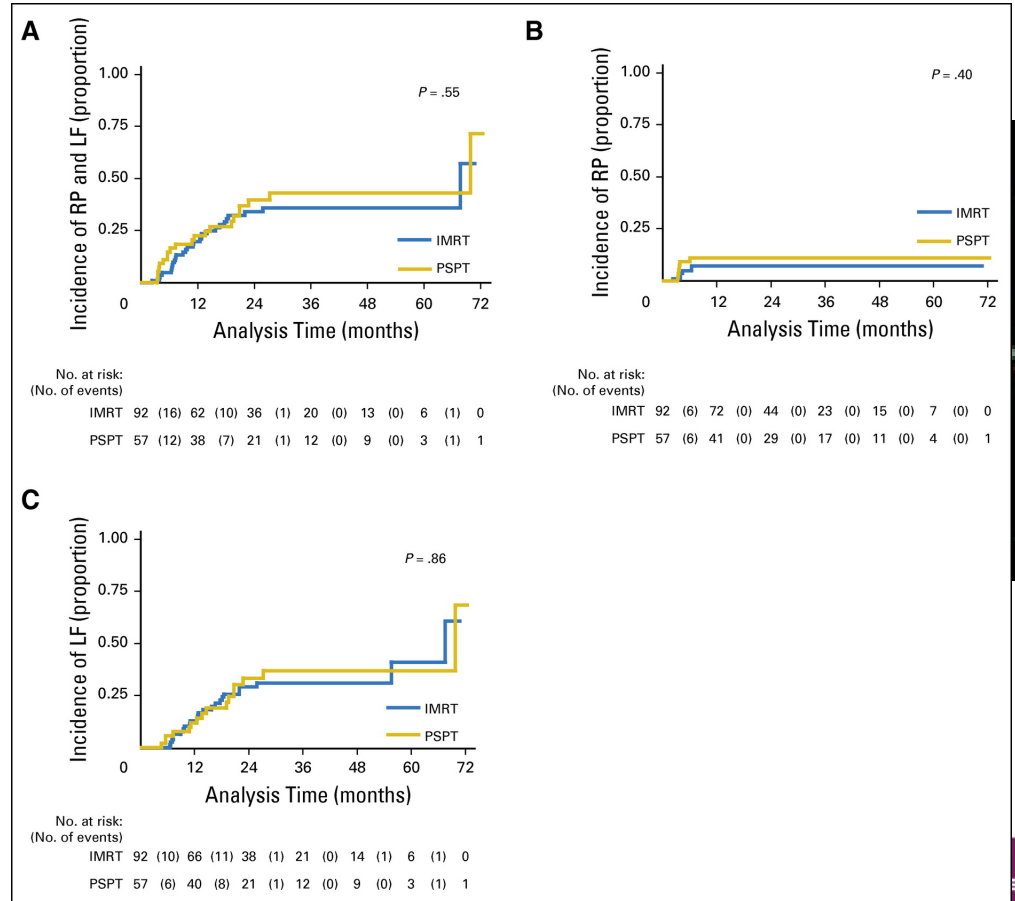 A
Incidence of RP and LF (proportion)
1.00
0.75
0.50
0.25
P = .55
IMRT
PSPT
0 12 24 36 48 60 72
Analysis Time (months)
No. at risk:
(No. of events)
IMRT 92 (16) 62 (10) 36 (1) 20 (0) 13 (0) 6 (1) 0
PSPT 57 (12) 38 (7) 21 (1) 12 (0) 9 (0) 3 (1) 1
B
Incidence of RP (proportion)
1.00
0.75
0.50
0.25
P = .40
IMRT
PSPT
0 12 24 36 48 60 72
Analysis Time (months)
No. at risk:
(No. of events)
IMRT 92 (6) 72 (0) 44 (0) 23 (0) 15 (0) 7 (0) 0
PSPT 57 (6) 41 (0) 29 (0) 17 (0) 11 (0) 4 (0) 1
C
Incidence of LF (proportion)
1.00
0.75
0.50
0.25
P = .86
IMRT
PSPT
0 12 24 36 48 60 72
Analysis Time (months)
No. at risk:
(No. of events)
IMRT 92 (10) 66 (11) 38 (1) 21 (0) 14 (1) 6 (1) 0
PSPT 57 (6) 40 (8) 21 (1) 12 (0) 9 (0) 3 (1) 1